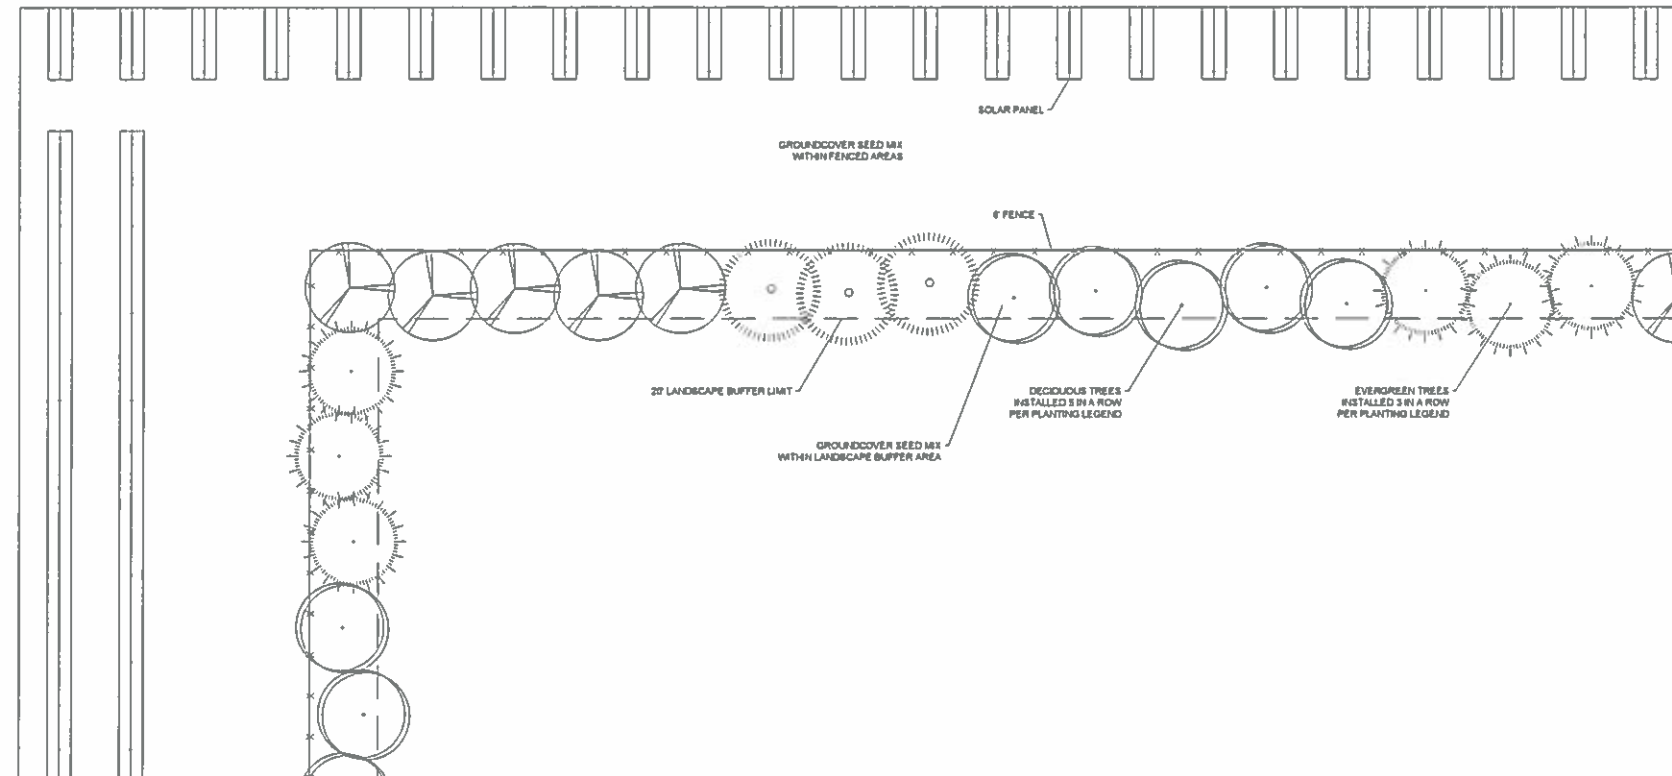 SOLAR PANEL
GROUNDCOVER SEED MIX
WITHIN FENCED AREAS
6' FENCE
20' LANDSCAPE BUFFER LIMIT
DECIDUOUS TREES
INSTALLED 5 IN A ROW
PER PLANTING LEGEND
EVERGREEN TREES
INSTALLED 3 IN A ROW
PER PLANTING LEGEND
GROUNDCOVER SEED MIX
WITHIN LANDSCAPE BUFFER AREA